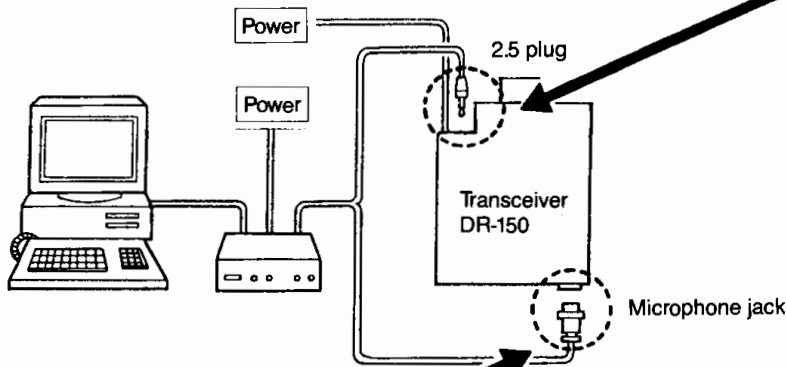 Power
2.5 plug
Power
Transceiver
DR-150
Microphone jack